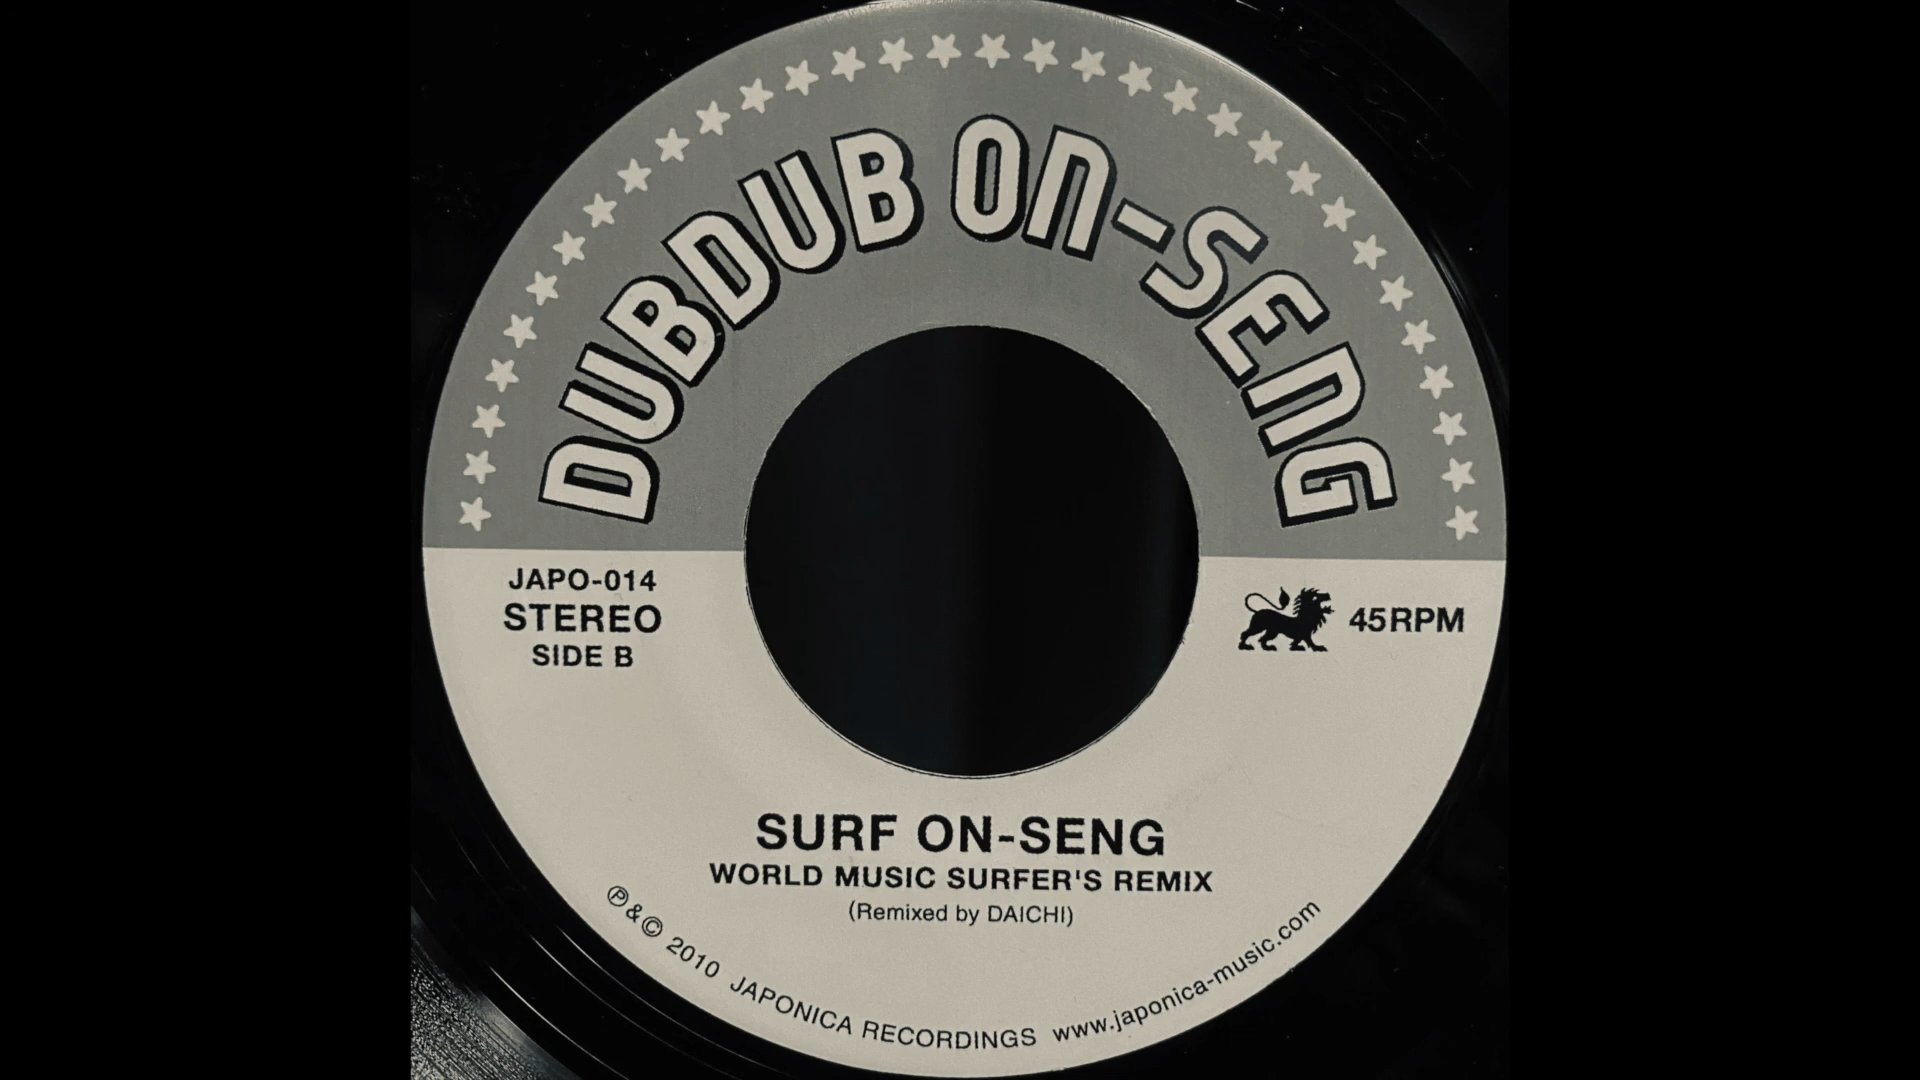 DUBDUB ON-SENG
JAPO-014
STEREO
SIDE B
45RPM
SURF ON-SENG
WORLD MUSIC SURFER'S REMIX
(Remixed by DAICHI)
℗&© 2010 JAPONICA RECORDINGS www.japonica-music.com